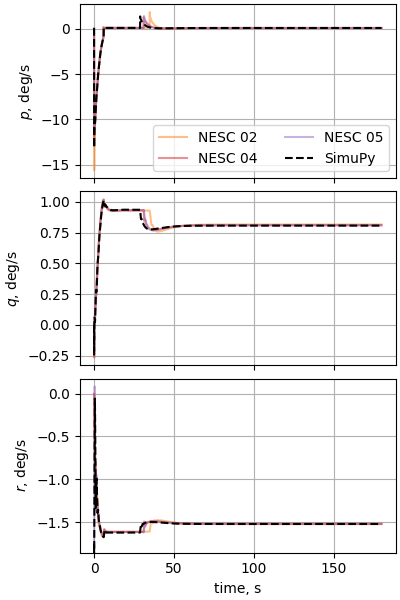 0
−5
−10
−15
p, deg/s
NESC 02
NESC 04
NESC 05
SimuPy
1.00
0.75
0.50
0.25
0.00
−0.25
q, deg/s
0.0
−0.5
−1.0
−1.5
r, deg/s
0
50
100
150
time, s